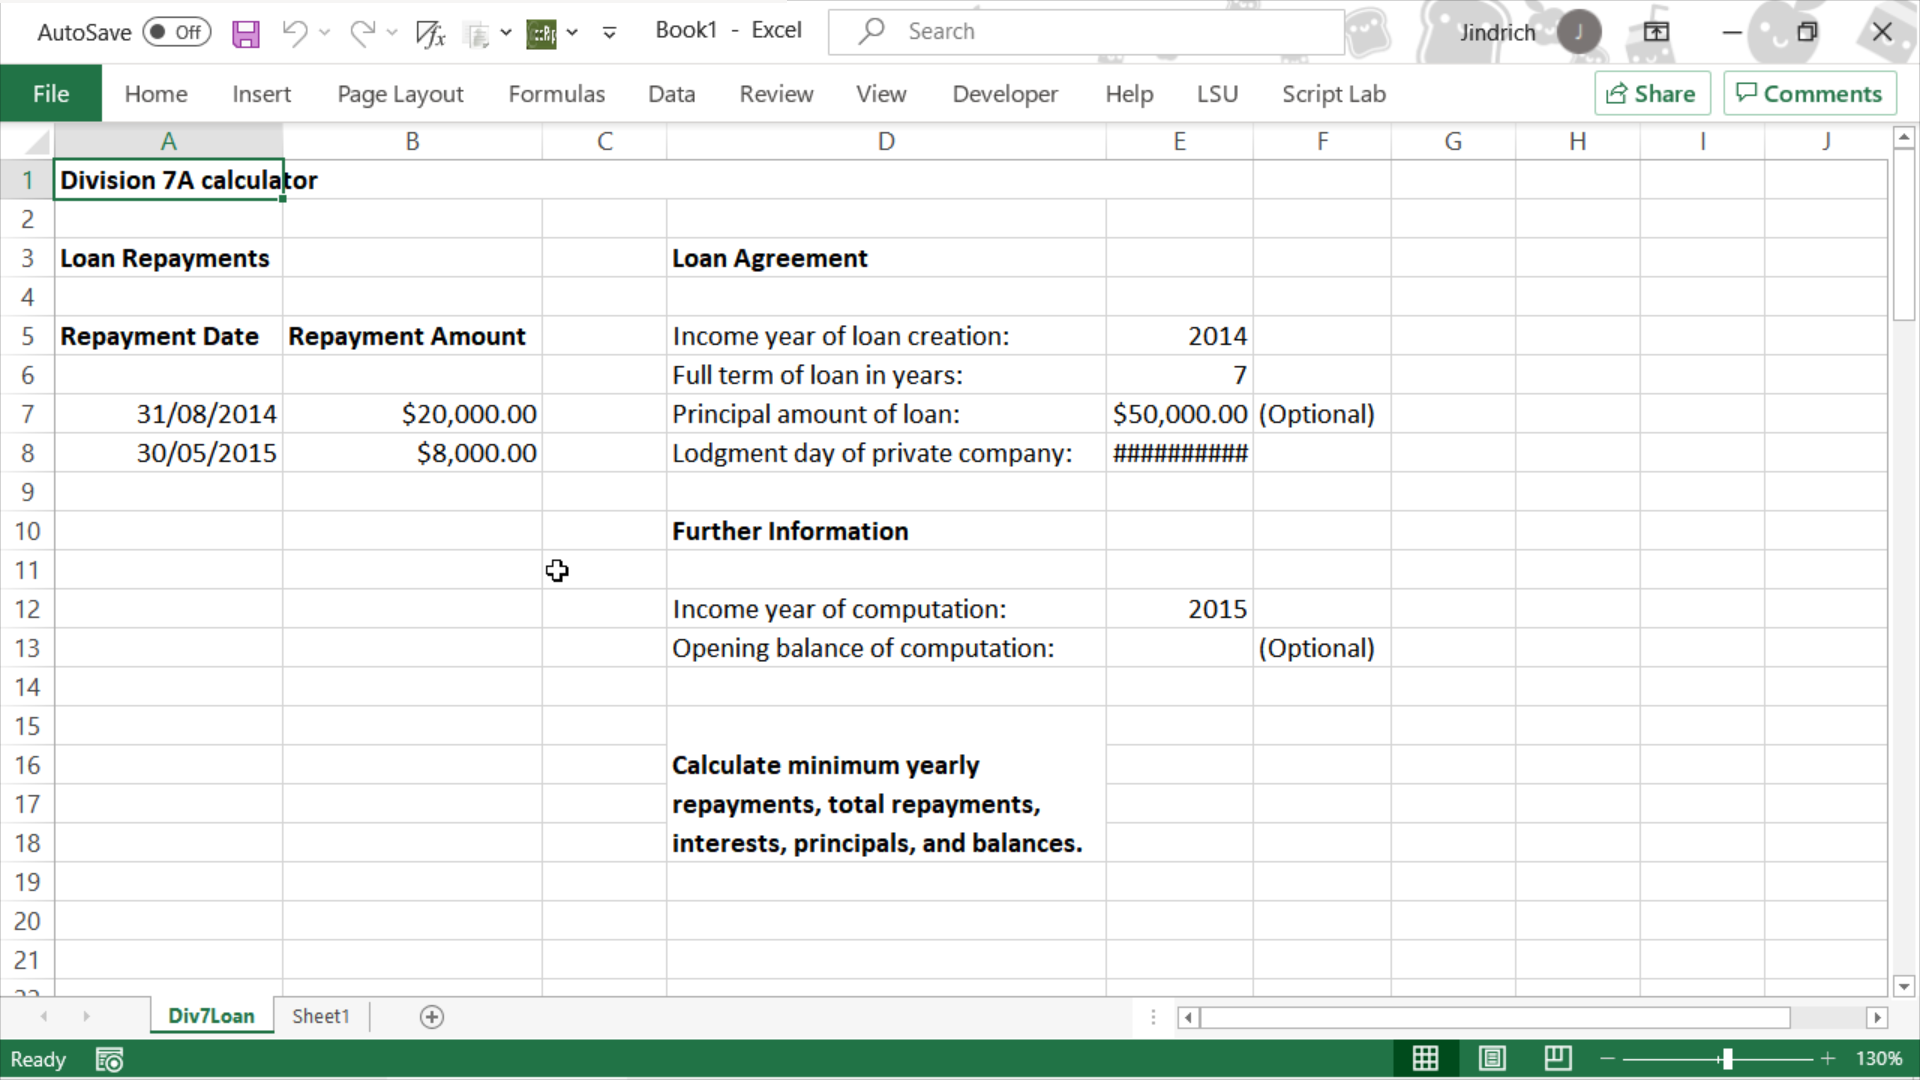 AutoSave Off Book1 - Excel Search Jindrich J
File Home Insert Page Layout Formulas Data Review View Developer Help LSU Script Lab Share Comments
A B C D E F G H I J
1 Division 7A calculator
2
3 Loan Repayments Loan Agreement
4
5 Repayment Date Repayment Amount Income year of loan creation: 2014
6 Full term of loan in years: 7
7 31/08/2014 $20,000.00 Principal amount of loan: $50,000.00 (Optional)
8 30/05/2015 $8,000.00 Lodgment day of private company: ##########
9
10 Further Information
11
12 Income year of computation: 2015
13 Opening balance of computation: (Optional)
14
15
16 Calculate minimum yearly
17 repayments, total repayments,
18 interests, principals, and balances.
19
20
21
Div7Loan Sheet1
Ready 130%